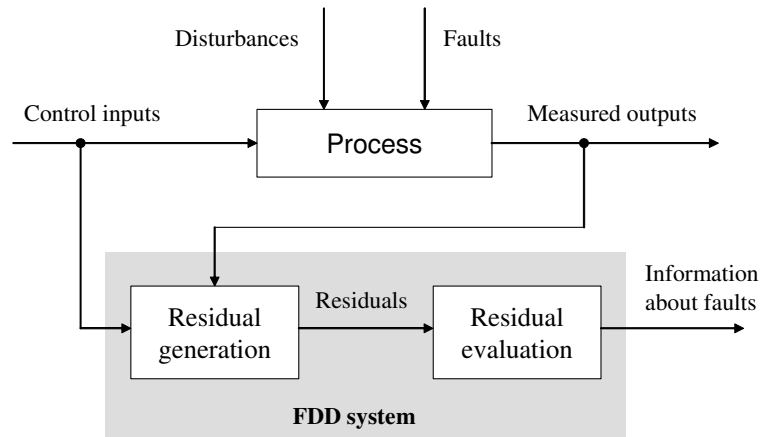 Disturbances
Faults
Control inputs
Measured outputs
Process
Information
about faults
Residual
generation
Residuals
Residual
evaluation
FDD system